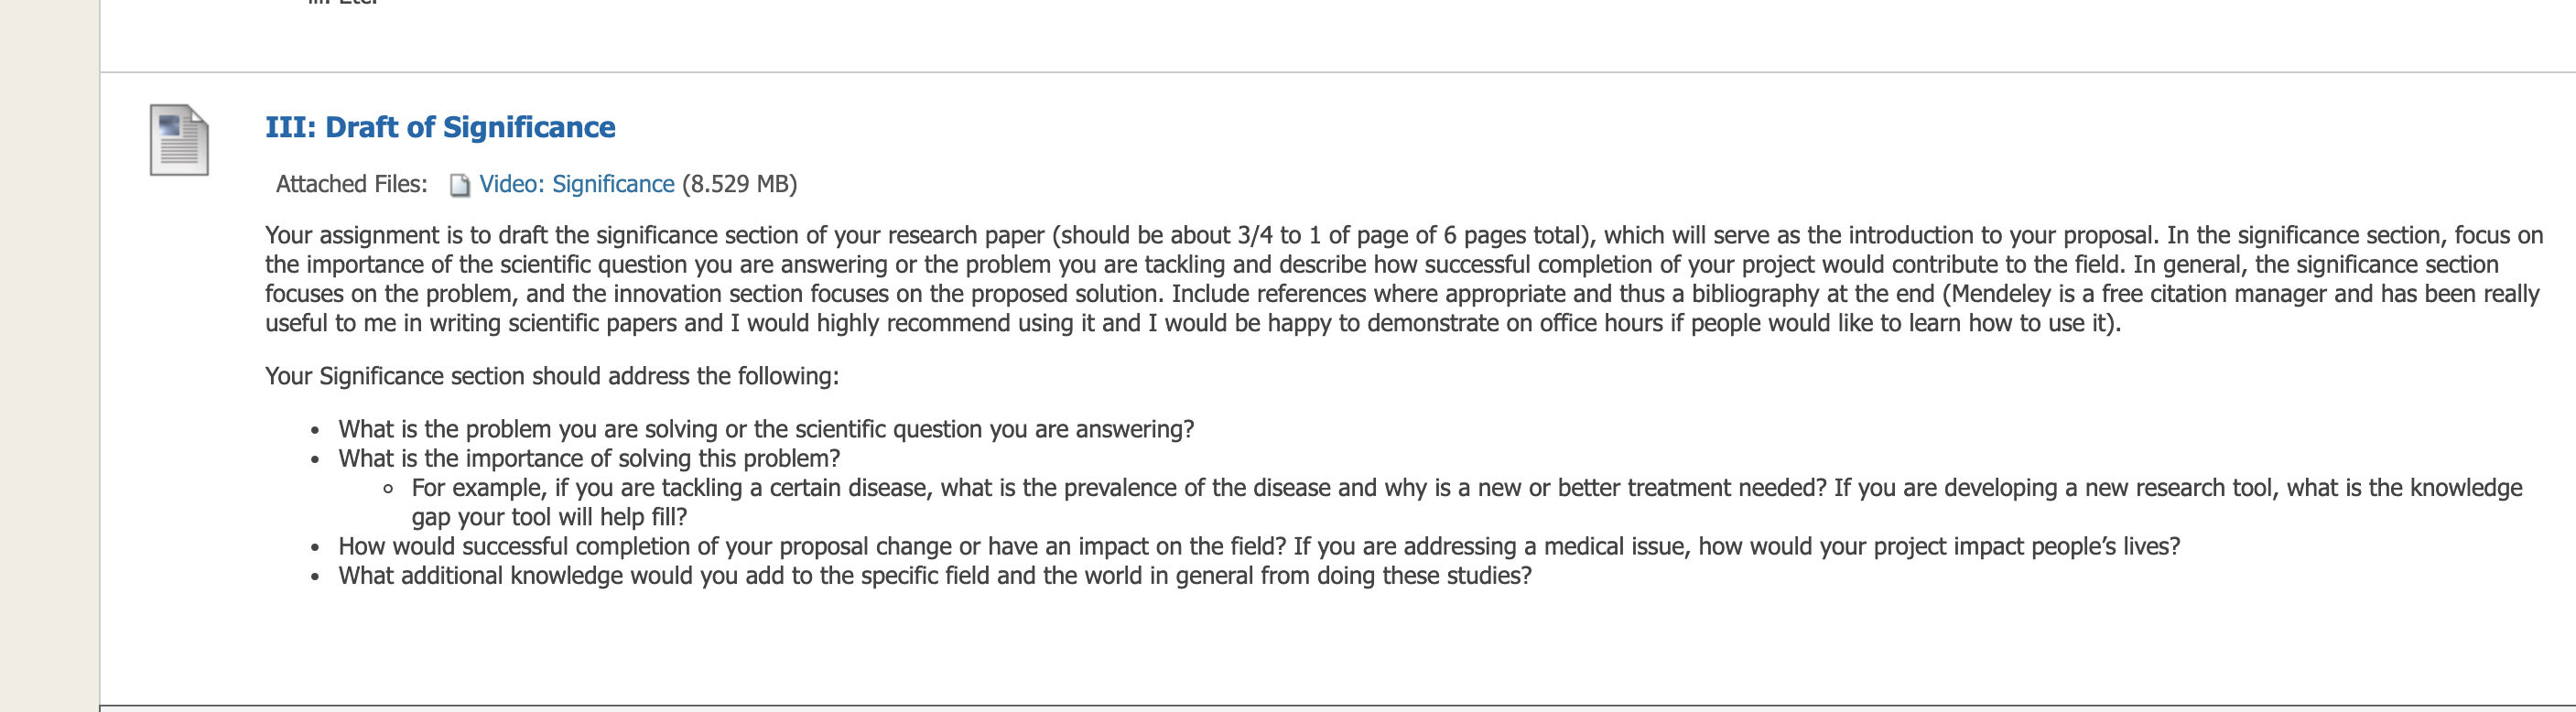 iii. Etc.
III: Draft of Significance
Attached Files: Video: Significance (8.529 MB)
Your assignment is to draft the significance section of your research paper (should be about 3/4 to 1 of page of 6 pages total), which will serve as the introduction to your proposal. In the significance section, focus on
the importance of the scientific question you are answering or the problem you are tackling and describe how successful completion of your project would contribute to the field. In general, the significance section
focuses on the problem, and the innovation section focuses on the proposed solution. Include references where appropriate and thus a bibliography at the end (Mendeley is a free citation manager and has been really
useful to me in writing scientific papers and I would highly recommend using it and I would be happy to demonstrate on office hours if people would like to learn how to use it).
Your Significance section should address the following:
• What is the problem you are solving or the scientific question you are answering?
• What is the importance of solving this problem?
◦ For example, if you are tackling a certain disease, what is the prevalence of the disease and why is a new or better treatment needed? If you are developing a new research tool, what is the knowledge
gap your tool will help fill?
• How would successful completion of your proposal change or have an impact on the field? If you are addressing a medical issue, how would your project impact people’s lives?
• What additional knowledge would you add to the specific field and the world in general from doing these studies?